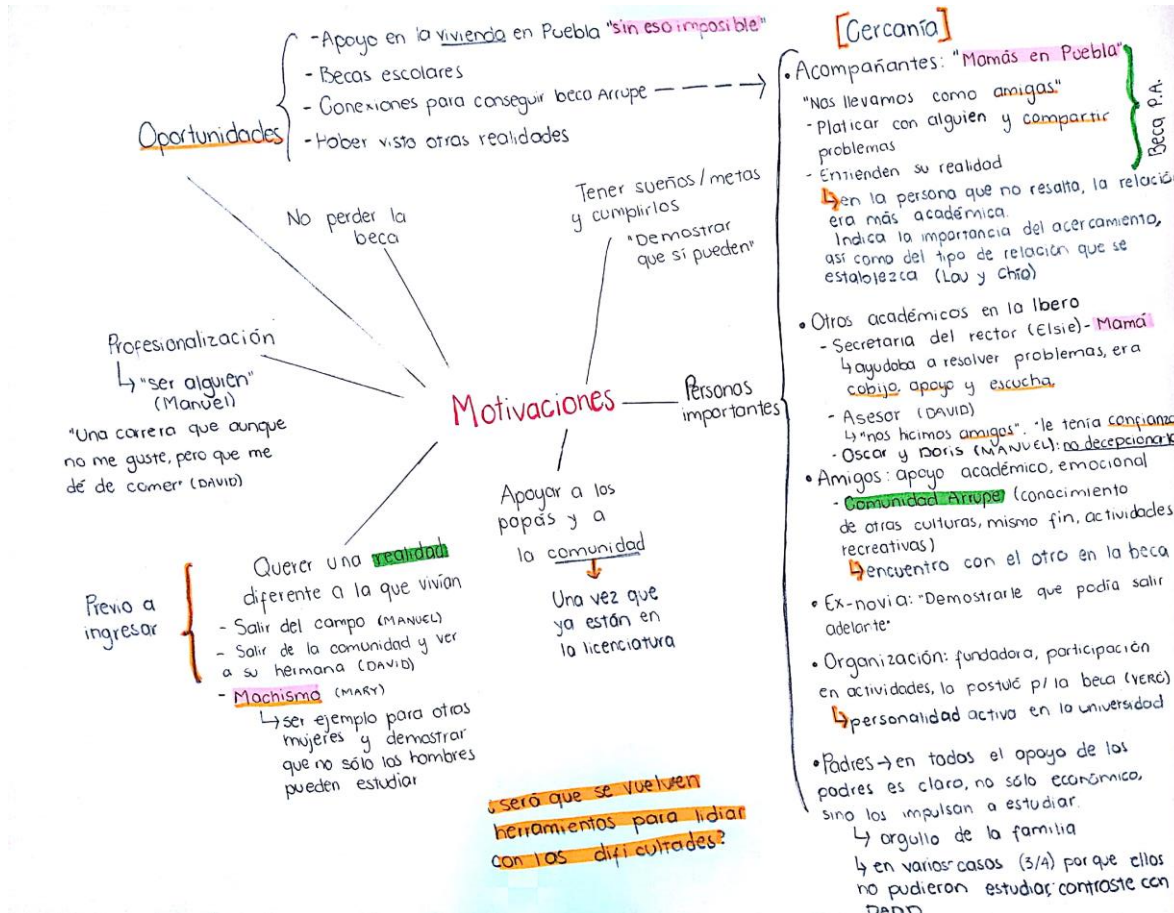 Oportunidades
-Apoyo en la vivienda en Puebla "sin eso imposible"
- Becas escolares
- Conexiones para conseguir beca Arrupe
- Haber visto otras realidades
No perder la
beca
Tener sueños/metas
y cumplirlos
"Demostrar
que sí pueden"
Profesionalización
↳ "ser alguien"
(Manuel)
"Una carrera que aunque
no me guste, pero que me
dé de comer" (DAVID)
Motivaciones
Personas
importantes
Previo a
ingresar
Querer una realidad
diferente a la que vivían
- Salir del campo (MANUEL)
- Salir de la comunidad y ver
a su hermana (DAVID)
- Machismo (MARY)
↳ ser ejemplo para otras
mujeres y demostrar
que no sólo los hombres
pueden estudiar
Apoyar a los
papás y a
la comunidad
Una vez que
ya están en
la licenciatura
¿será que se vuelven
herramientas para lidiar
con las dificultades?
[Cercanía]
• Acompañantes: "Mamás en Puebla"
"Nos llevamos como amigas"
- Platicar con alguien y compartir
problemas
- Entienden su realidad
Beca P.A.
↳ en la persona que no resalto, la relació
era más académica.
Indica la importancia del acercamiento,
así como del tipo de relación que se
establezca (Lau y Chío)
• Otros académicos en la Ibero
- Secretaria del rector (Elsie)- Mamá
↳ ayudaba a resolver problemas, era
cobijo, apoyo y escucha.
- Asesor (DAVID)
↳ "nos hicimos amigos". "le tenía confianza
- Oscar y Doris (MANUEL): no decepcionarlo
• Amigos: apoyo académico, emocional
- Comunidad Arrupe (conocimiento
de otras culturas, mismo fin, actividades
recreativas)
↳ encuentro con el otro en la beca
• Ex-novia: "Demostrarle que podía salir
adelante"
• Organización: fundadora, participación
en actividades, la postuló p/ la beca (VERO)
↳ personalidad activa en la universidad
• Padres → en todos el apoyo de los
padres es claro, no sólo económico,
sino los impulsan a estudiar.
↳ orgullo de la familia
↳ en varios casos (3/4) porque ellos
no pudieron estudiar, contraste con